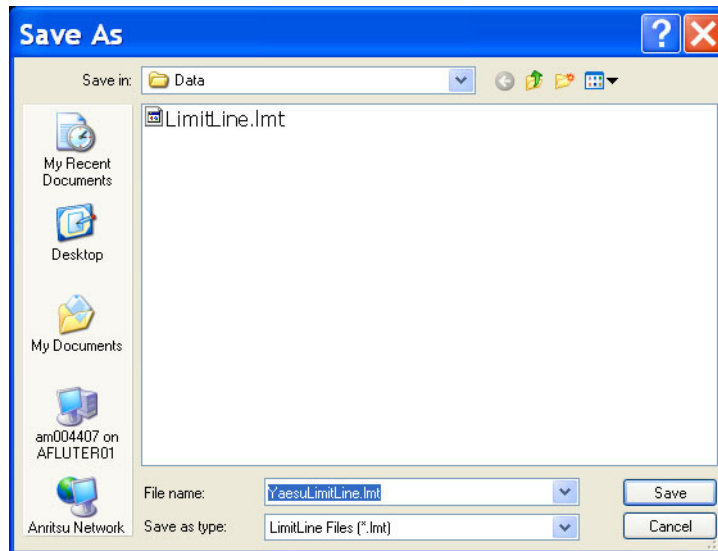 Save As
Save in:
Data
LimitLine.lmt
My Recent
Documents
Desktop
My Documents
am004407 on
AFLUTER01
Anritsu Network
File name:
YaesuLimitLine.lmt
Save
Save as type:
LimitLine Files (*.lmt)
Cancel